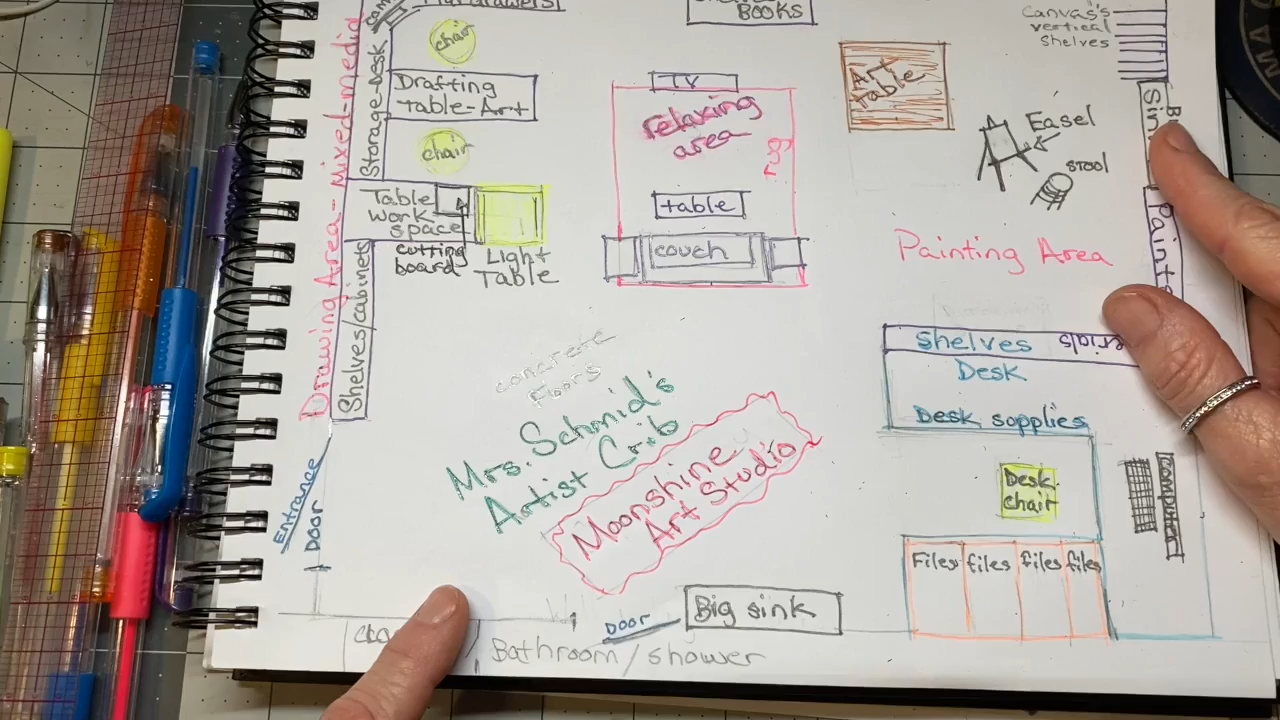 BOOKS
Canvas's
vertical
shelves
chair
Drafting
table-Art
chair
Storage-Desk
Drawing Area-Mixed-media
Table
work
space
cutting
board
Light
Table
Shelves/cabinets
TV
relaxing
area
rug
table
couch
Art
table
Easel
STOOL
Painting Area
Shelves
Desk
Desk supplies
Desk
chair
Computer
Files files files files
concrete
Floors
Mrs. Schmid's
Artist Crib
Moonshine
Art Studio
Entrance
Door
Big sink
DOOR
Bathroom/shower